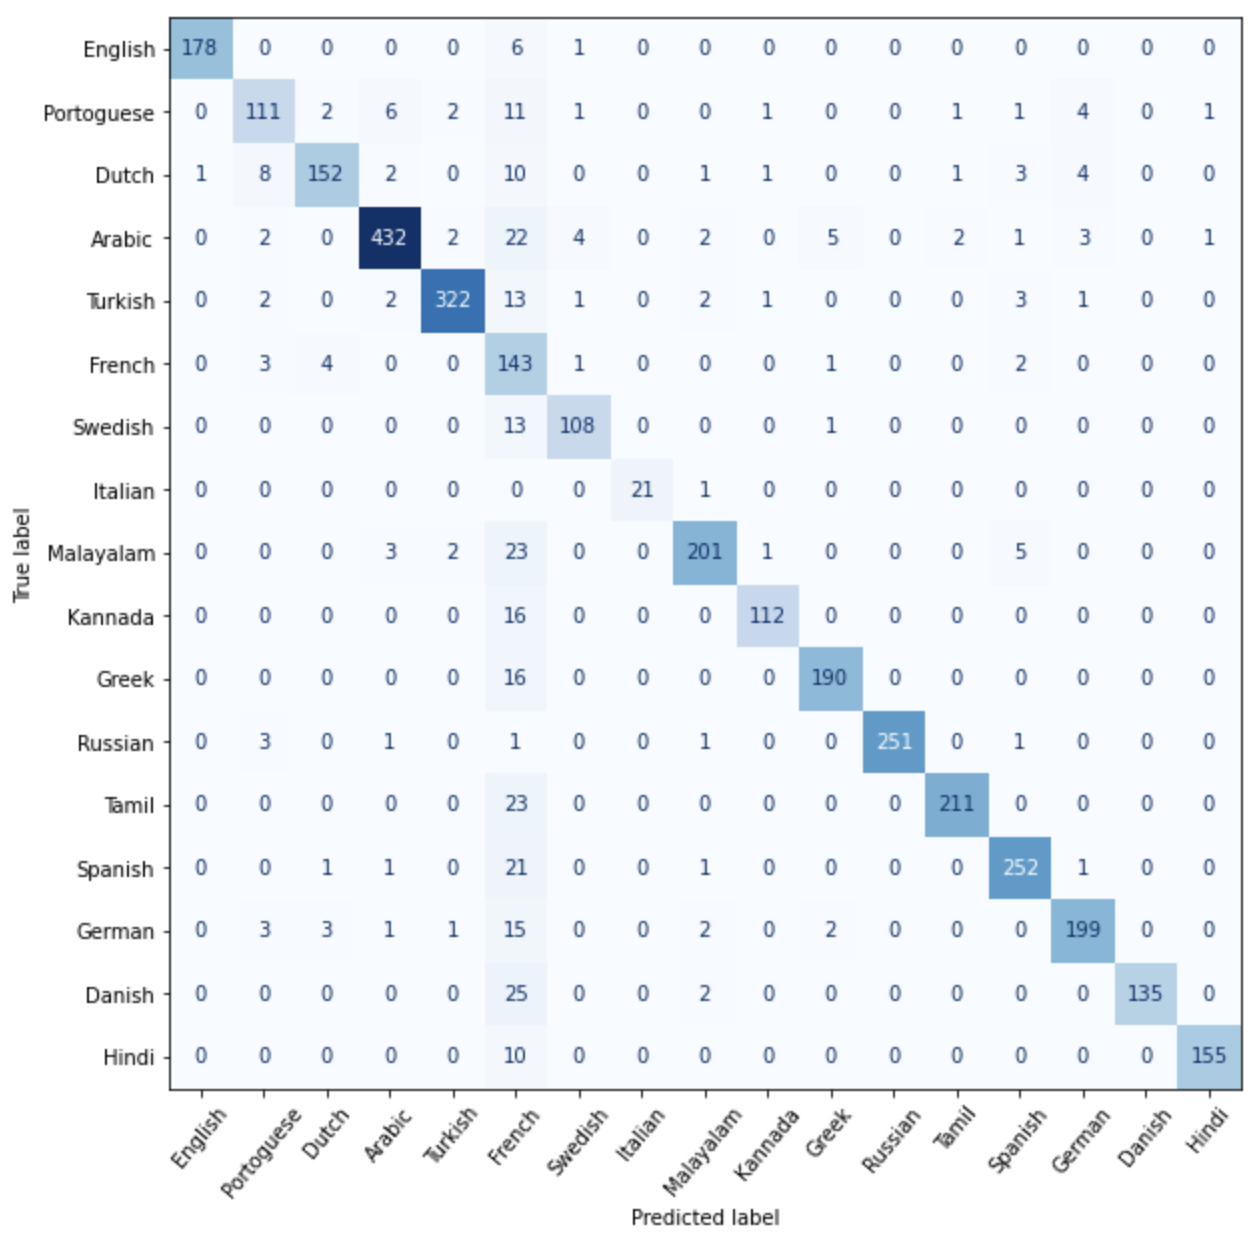 English 178 0 0 0 0 6 1 0 0 0 0 0 0 0 0 0 0
Portoguese 0 111 2 6 2 11 1 0 0 1 0 0 1 1 4 0 1
Dutch 1 8 152 2 0 10 0 0 1 1 0 0 1 3 4 0 0
Arabic 0 2 0 432 2 22 4 0 2 0 5 0 2 1 3 0 1
Turkish 0 2 0 2 322 13 1 0 2 1 0 0 0 3 1 0 0
French 0 3 4 0 0 143 1 0 0 0 1 0 0 2 0 0 0
Swedish 0 0 0 0 0 13 108 0 0 0 1 0 0 0 0 0 0
Italian 0 0 0 0 0 0 0 21 1 0 0 0 0 0 0 0 0
Malayalam 0 0 0 3 2 23 0 0 201 1 0 0 0 5 0 0 0
Kannada 0 0 0 0 0 16 0 0 0 112 0 0 0 0 0 0 0
Greek 0 0 0 0 0 16 0 0 0 0 190 0 0 0 0 0 0
Russian 0 3 0 1 0 1 0 0 1 0 0 251 0 1 0 0 0
Tamil 0 0 0 0 0 23 0 0 0 0 0 0 211 0 0 0 0
Spanish 0 0 1 1 0 21 0 0 1 0 0 0 0 252 1 0 0
German 0 3 3 1 1 15 0 0 2 0 2 0 0 0 199 0 0
Danish 0 0 0 0 0 25 0 0 2 0 0 0 0 0 0 135 0
Hindi 0 0 0 0 0 10 0 0 0 0 0 0 0 0 0 0 155
True label
English Portoguese Dutch Arabic Turkish French Swedish Italian Malayalam Kannada Greek Russian Tamil Spanish German Danish Hindi
Predicted label